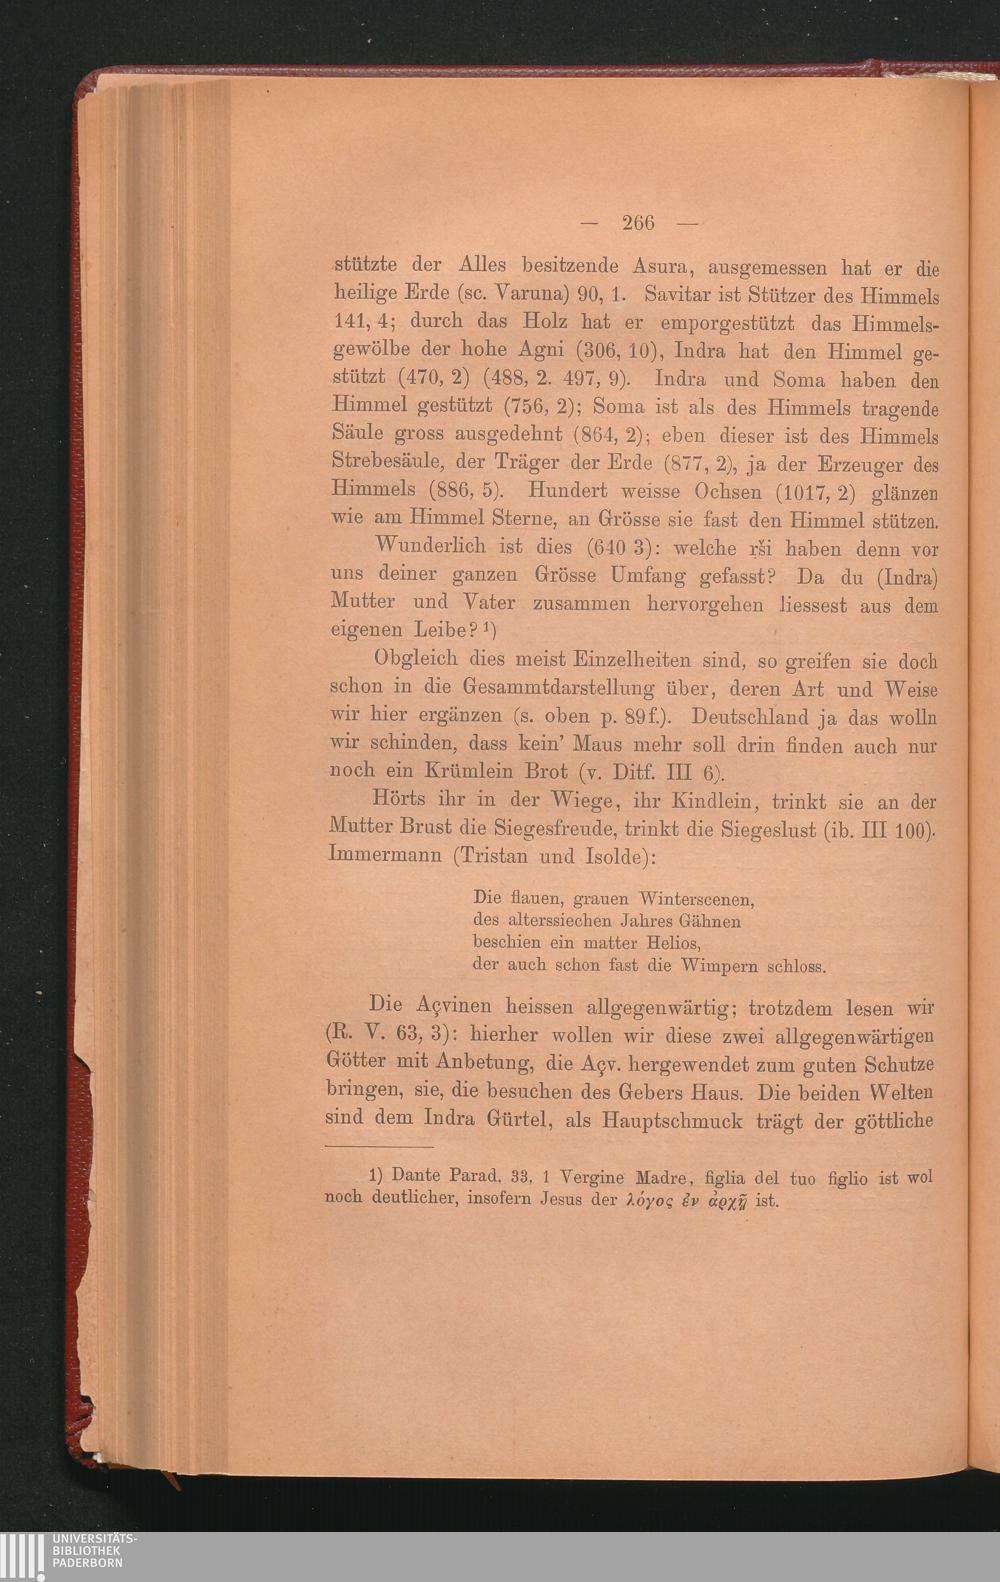 — 266 —
stützte der Alles besitzende Asura, ausgemessen hat er die
heilige Erde (sc. Varuna) 90, 1. Savitar ist Stützer des Himmels
141, 4; durch das Holz hat er emporgestützt das Himmels-
gewölbe der hohe Agni (306, 10), Indra hat den Himmel ge-
stützt (470, 2) (488, 2. 497, 9). Indra und Soma haben den
Himmel gestützt (756, 2); Soma ist als des Himmels tragende
Säule gross ausgedehnt (864, 2); eben dieser ist des Himmels
Strebesäule, der Träger der Erde (877, 2), ja der Erzeuger des
Himmels (886, 5). Hundert weisse Ochsen (1017, 2) glänzen
wie am Himmel Sterne, an Grösse sie fast den Himmel stützen.
Wunderlich ist dies (640 3): welche ṛši haben denn vor
uns deiner ganzen Grösse Umfang gefasst? Da du (Indra)
Mutter und Vater zusammen hervorgehen liessest aus dem
eigenen Leibe? ¹)
Obgleich dies meist Einzelheiten sind, so greifen sie doch
schon in die Gesammtdarstellung über, deren Art und Weise
wir hier ergänzen (s. oben p. 89 f.). Deutschland ja das wolln
wir schinden, dass kein' Maus mehr soll drin finden auch nur
noch ein Krümlein Brot (v. Ditf. III 6).
Hörts ihr in der Wiege, ihr Kindlein, trinkt sie an der
Mutter Brust die Siegesfreude, trinkt die Siegeslust (ib. III 100).
Immermann (Tristan und Isolde):
Die flauen, grauen Winterscenen,
des alterssiechen Jahres Gähnen
beschien ein matter Helios,
der auch schon fast die Wimpern schloss.
Die Açvinen heissen allgegenwärtig; trotzdem lesen wir
(R. V. 63, 3): hierher wollen wir diese zwei allgegenwärtigen
Götter mit Anbetung, die Açv. hergewendet zum guten Schutze
bringen, sie, die besuchen des Gebers Haus. Die beiden Welten
sind dem Indra Gürtel, als Hauptschmuck trägt der göttliche
1) Dante Parad. 33, 1 Vergine Madre, figlia del tuo figlio ist wol
noch deutlicher, insofern Jesus der λόγος ἐν ἀρχῇ ist.
UNIVERSITÄTS-
BIBLIOTHEK
PADERBORN